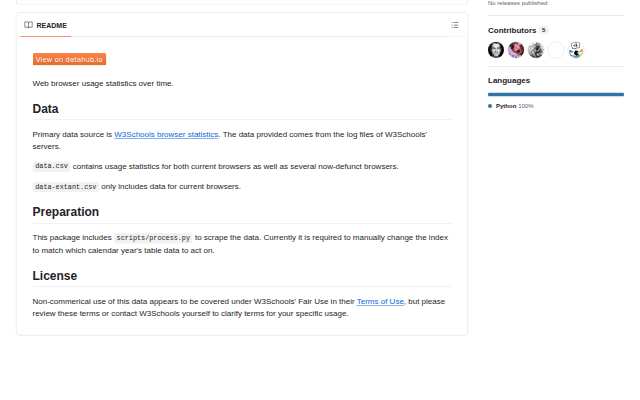 No releases published
README
View on datahub.io
Web browser usage statistics over time.
Data
Primary data source is W3Schools browser statistics. The data provided comes from the log files of W3Schools'
servers.
data.csv contains usage statistics for both current browsers as well as several now-defunct browsers.
data-extant.csv only includes data for current browsers.
Preparation
This package includes scripts/process.py to scrape the data. Currently it is required to manually change the index
to match which calendar year's table data to act on.
License
Non-commerical use of this data appears to be covered under W3Schools' Fair Use in their Terms of Use, but please
review these terms or contact W3Schools yourself to clarify terms for your specific usage.
Contributors 5
Languages
Python 100%